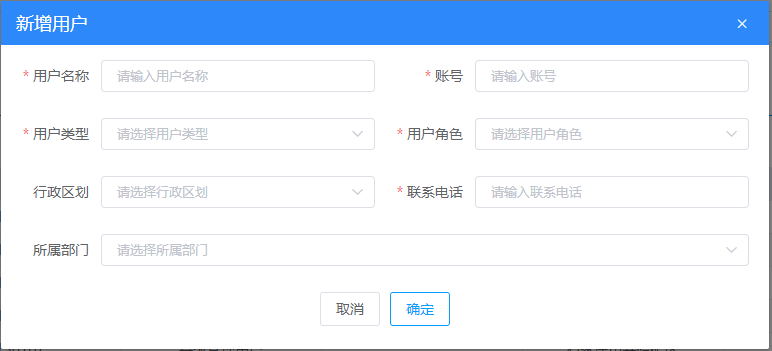 新增用户
* 用户名称 请输入用户名称 * 账号 请输入账号
* 用户类型 请选择用户类型 * 用户角色 请选择用户角色
行政区划 请选择行政区划 * 联系电话 请输入联系电话
所属部门 请选择所属部门
取消 确定